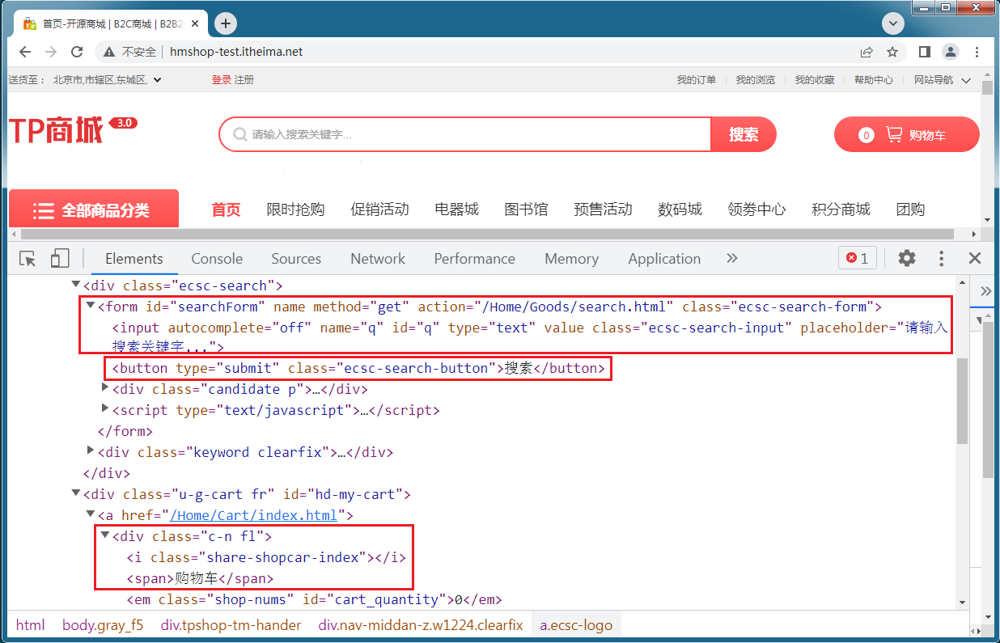 首页-开源商城 | B2C商城 | B2B2
不安全 | hmshop-test.itheima.net
送货至： 北京市,市辖区,东城区, 登录 注册 我的订单 我的浏览 我的收藏 帮助中心 网站导航
TP商城 3.0 请输入搜索关键字... 搜索 0 购物车
全部商品分类 首页 限时抢购 促销活动 电器城 图书馆 预售活动 数码城 领劵中心 积分商城 团购
Elements Console Sources Network Performance Memory Application » 1
<div class="ecsc-search">
<form id="searchForm" name method="get" action="/Home/Goods/search.html" class="ecsc-search-form">
<input autocomplete="off" name="q" id="q" type="text" value class="ecsc-search-input" placeholder="请输入
搜索关键字...">
<button type="submit" class="ecsc-search-button">搜索</button>
<div class="candidate p">…</div>
<script type="text/javascript">…</script>
</form>
<div class="keyword clearfix">…</div>
</div>
<div class="u-g-cart fr" id="hd-my-cart">
<a href="/Home/Cart/index.html">
<div class="c-n fl">
<i class="share-shopcar-index"></i>
<span>购物车</span>
<em class="shop-nums" id="cart_quantity">0</em>
html body.gray_f5 div.tpshop-tm-hander div.nav-middan-z.w1224.clearfix a.ecsc-logo